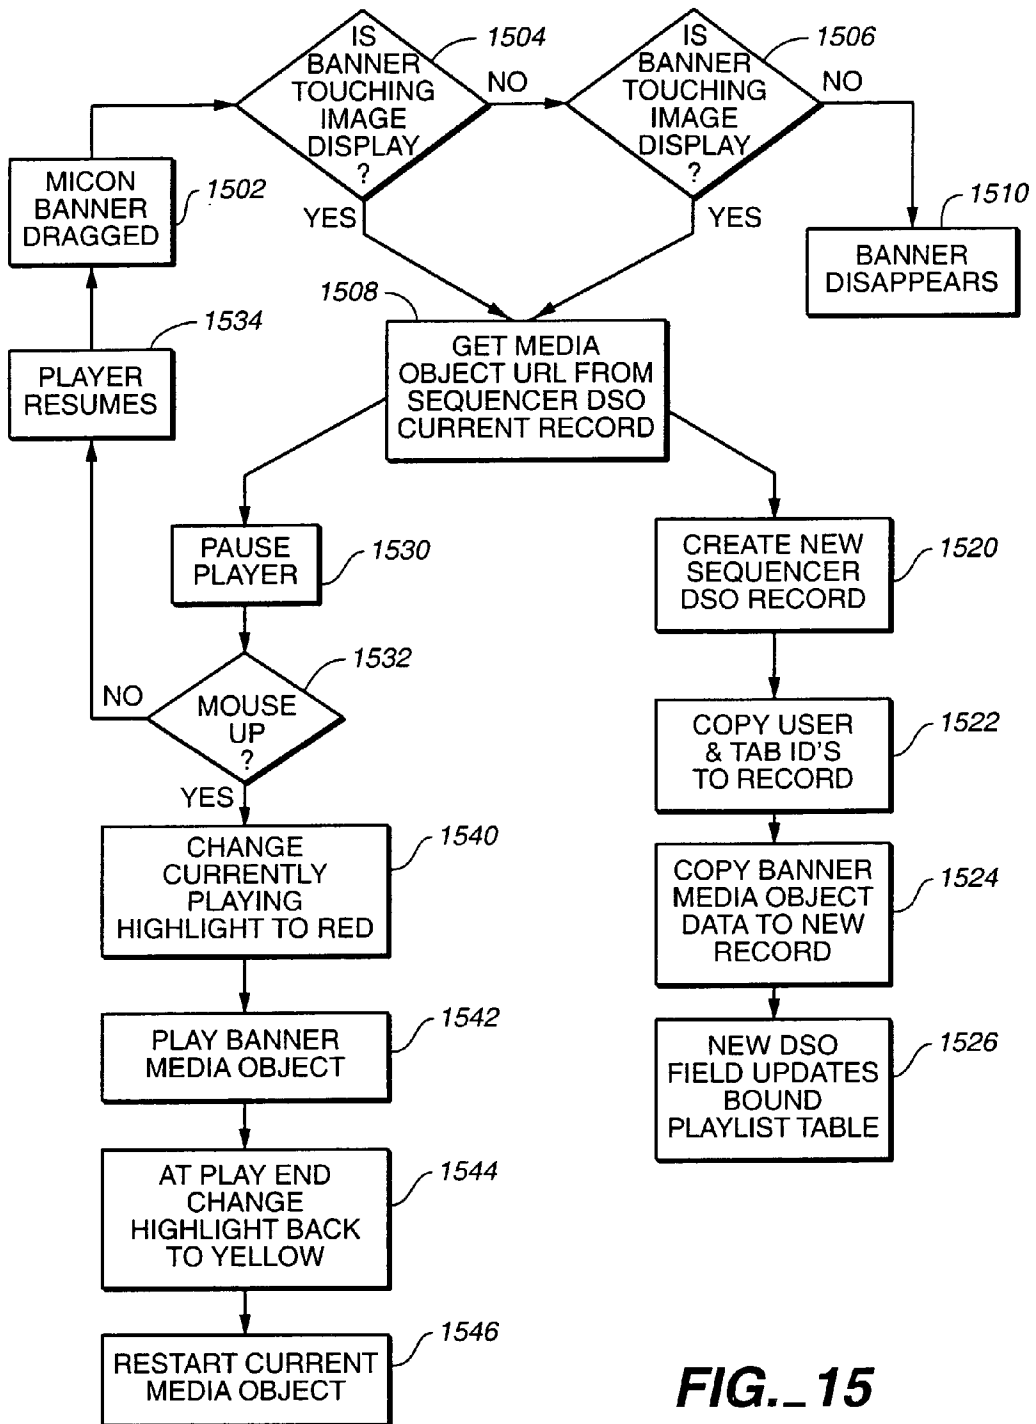 IS
BANNER
TOUCHING
IMAGE
DISPLAY
?
1504
NO
YES
IS
BANNER
TOUCHING
IMAGE
DISPLAY
?
1506
NO
YES
MICON
BANNER
DRAGGED
1502
1510
BANNER
DISAPPEARS
1508
GET MEDIA
OBJECT URL FROM
SEQUENCER DSO
CURRENT RECORD
1534
PLAYER
RESUMES
PAUSE
PLAYER
1530
CREATE NEW
SEQUENCER
DSO RECORD
1520
MOUSE
UP
?
1532
NO
YES
COPY USER
& TAB ID'S
TO RECORD
1522
CHANGE
CURRENTLY
PLAYING
HIGHLIGHT TO RED
1540
COPY BANNER
MEDIA OBJECT
DATA TO NEW
RECORD
1524
PLAY BANNER
MEDIA OBJECT
1542
NEW DSO
FIELD UPDATES
BOUND
PLAYLIST TABLE
1526
AT PLAY END
CHANGE
HIGHLIGHT BACK
TO YELLOW
1544
RESTART CURRENT
MEDIA OBJECT
1546
FIG._15